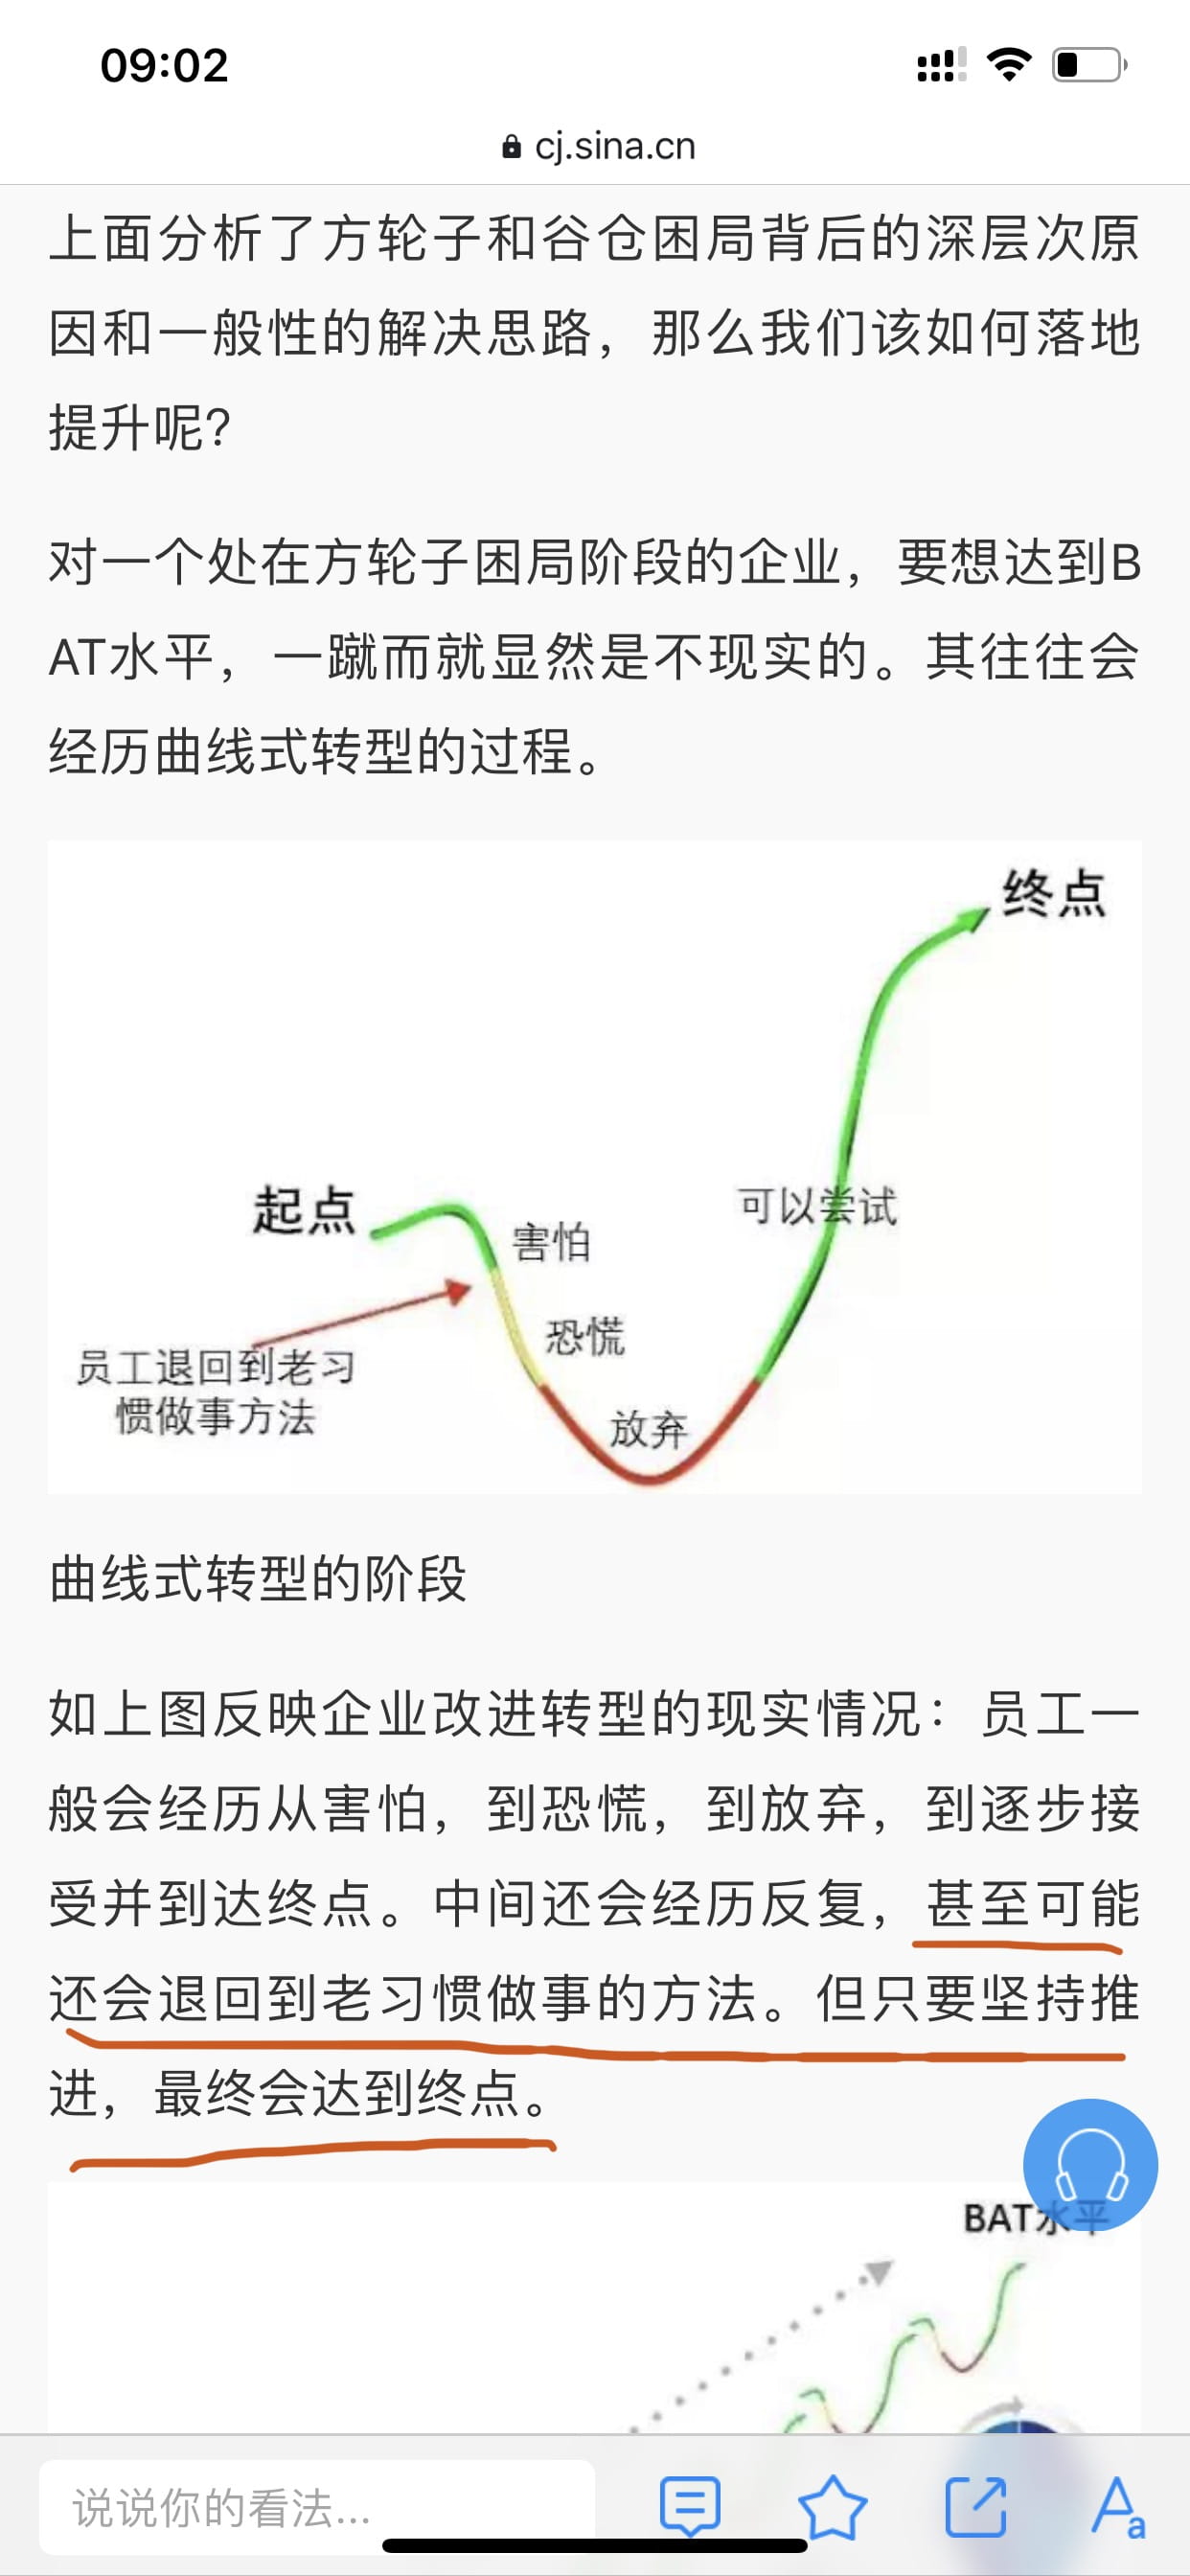 09:02
cj.sina.cn
上面分析了方轮子和谷仓困局背后的深层次原
因和一般性的解决思路，那么我们该如何落地
提升呢?
对一个处在方轮子困局阶段的企业，要想达到B
AT水平，一蹴而就显然是不现实的。其往往会
经历曲线式转型的过程。
终点
起点
害怕
可以尝试
恐慌
员工退回到老习
惯做事方法
放弃
曲线式转型的阶段
如上图反映企业改进转型的现实情况：员工一
般会经历从害怕，到恐慌，到放弃，到逐步接
受并到达终点。中间还会经历反复，甚至可能
还会退回到老习惯做事的方法。但只要坚持推
进，最终会达到终点。
BAT水平
说说你的看法...
Aa